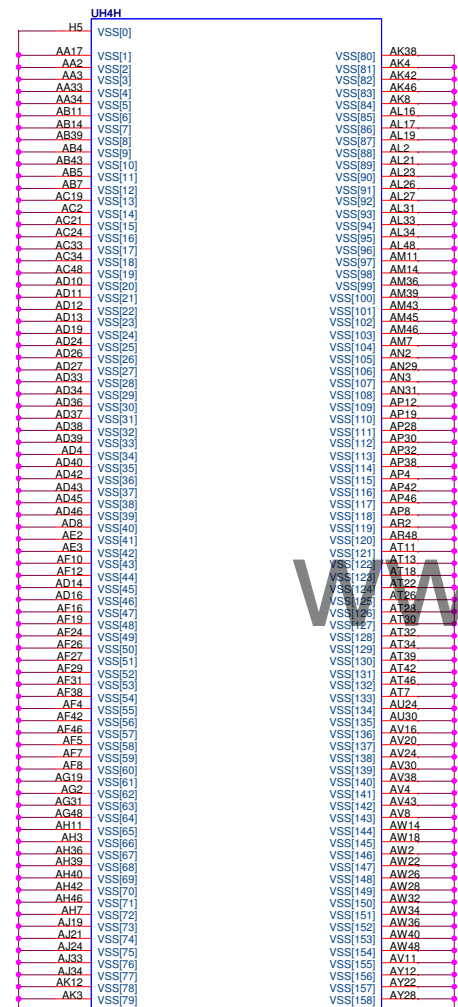 UH4H
H5 VSS[0]
AA17 VSS[1]
AA2 VSS[2]
AA3 VSS[3]
AA33 VSS[4]
AA34 VSS[5]
AB11 VSS[6]
AB14 VSS[7]
AB39 VSS[8]
AB4 VSS[9]
AB43 VSS[10]
AB5 VSS[11]
AB7 VSS[12]
AC19 VSS[13]
AC2 VSS[14]
AC21 VSS[15]
AC24 VSS[16]
AC33 VSS[17]
AC34 VSS[18]
AC48 VSS[19]
AD10 VSS[20]
AD11 VSS[21]
AD12 VSS[22]
AD13 VSS[23]
AD19 VSS[24]
AD24 VSS[25]
AD26 VSS[26]
AD27 VSS[27]
AD33 VSS[28]
AD34 VSS[29]
AD36 VSS[30]
AD37 VSS[31]
AD38 VSS[32]
AD39 VSS[33]
AD4 VSS[34]
AD40 VSS[35]
AD42 VSS[36]
AD43 VSS[37]
AD45 VSS[38]
AD46 VSS[39]
AD8 VSS[40]
AE2 VSS[41]
AE3 VSS[42]
AF10 VSS[43]
AF12 VSS[44]
AD14 VSS[45]
AD16 VSS[46]
AF16 VSS[47]
AF19 VSS[48]
AF24 VSS[49]
AF26 VSS[50]
AF27 VSS[51]
AF29 VSS[52]
AF31 VSS[53]
AF38 VSS[54]
AF4 VSS[55]
AF42 VSS[56]
AF46 VSS[57]
AF5 VSS[58]
AF7 VSS[59]
AF8 VSS[60]
AG19 VSS[61]
AG2 VSS[62]
AG31 VSS[63]
AG48 VSS[64]
AH11 VSS[65]
AH3 VSS[66]
AH36 VSS[67]
AH39 VSS[68]
AH40 VSS[69]
AH42 VSS[70]
AH46 VSS[71]
AH7 VSS[72]
AJ19 VSS[73]
AJ21 VSS[74]
AJ24 VSS[75]
AJ33 VSS[76]
AJ34 VSS[77]
AK12 VSS[78]
AK3 VSS[79]
VSS[80] AK38
VSS[81] AK4
VSS[82] AK42
VSS[83] AK46
VSS[84] AK8
VSS[85] AL16
VSS[86] AL17
VSS[87] AL19
VSS[88] AL2
VSS[89] AL21
VSS[90] AL23
VSS[91] AL26
VSS[92] AL27
VSS[93] AL31
VSS[94] AL33
VSS[95] AL34
VSS[96] AL48
VSS[97] AM11
VSS[98] AM14
VSS[99] AM36
VSS[100] AM39
VSS[101] AM43
VSS[102] AM45
VSS[103] AM46
VSS[104] AM7
VSS[105] AN2
VSS[106] AN29
VSS[107] AN3
VSS[108] AN31
VSS[109] AP12
VSS[110] AP19
VSS[111] AP28
VSS[112] AP30
VSS[113] AP32
VSS[114] AP38
VSS[115] AP4
VSS[116] AP42
VSS[117] AP46
VSS[118] AP8
VSS[119] AR2
VSS[120] AR48
VSS[121] AT11
VSS[122] AT13
VSS[123] AT18
VSS[124] AT22
VSS[125] AT26
VSS[126] AT28
VSS[127] AT30
VSS[128] AT32
VSS[129] AT34
VSS[130] AT39
VSS[131] AT42
VSS[132] AT46
VSS[133] AT7
VSS[134] AU24
VSS[135] AU30
VSS[136] AV16
VSS[137] AV20
VSS[138] AV24
VSS[139] AV30
VSS[140] AV38
VSS[141] AV4
VSS[142] AV43
VSS[143] AV8
VSS[144] AW14
VSS[145] AW18
VSS[146] AW2
VSS[147] AW22
VSS[148] AW26
VSS[149] AW28
VSS[150] AW32
VSS[151] AW34
VSS[152] AW36
VSS[153] AW40
VSS[154] AW48
VSS[155] AV11
VSS[156] AY12
VSS[157] AY22
VSS[158] AY28